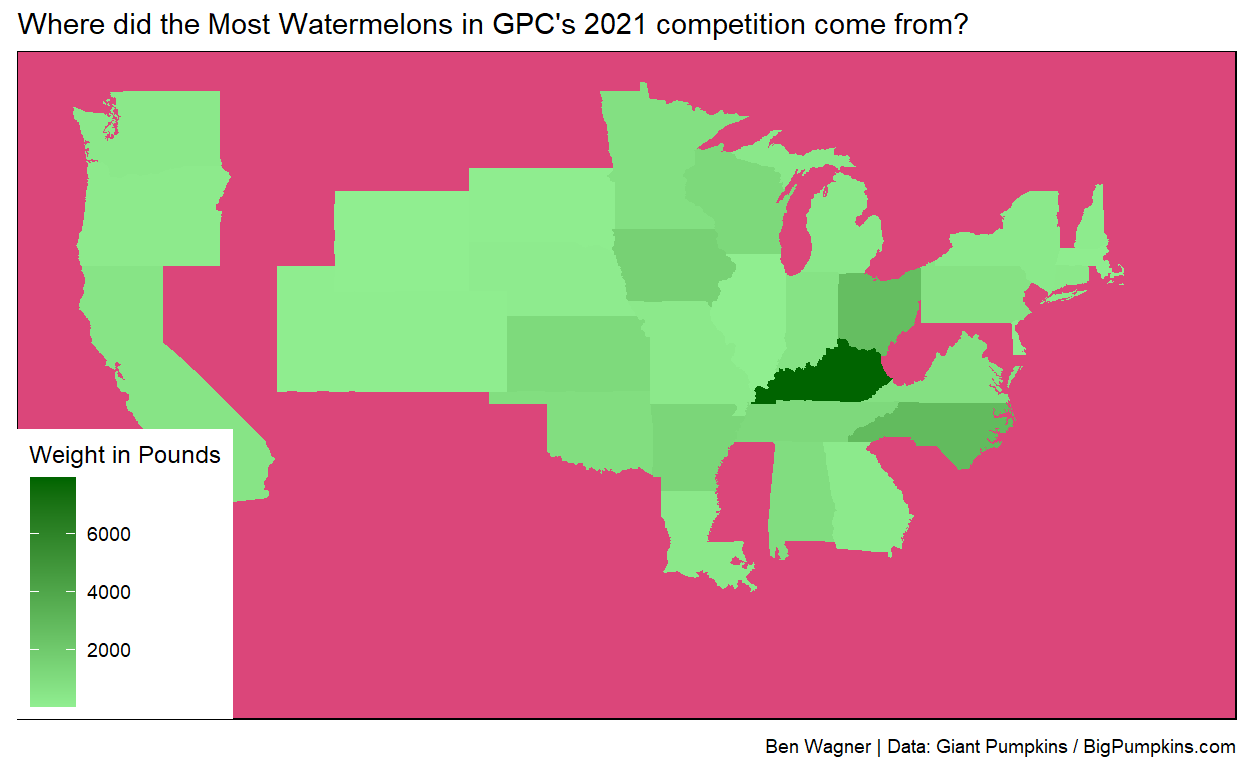 Where did the Most Watermelons in GPC's 2021 competition come from?
Weight in Pounds
6000
4000
2000
Ben Wagner | Data: Giant Pumpkins / BigPumpkins.com